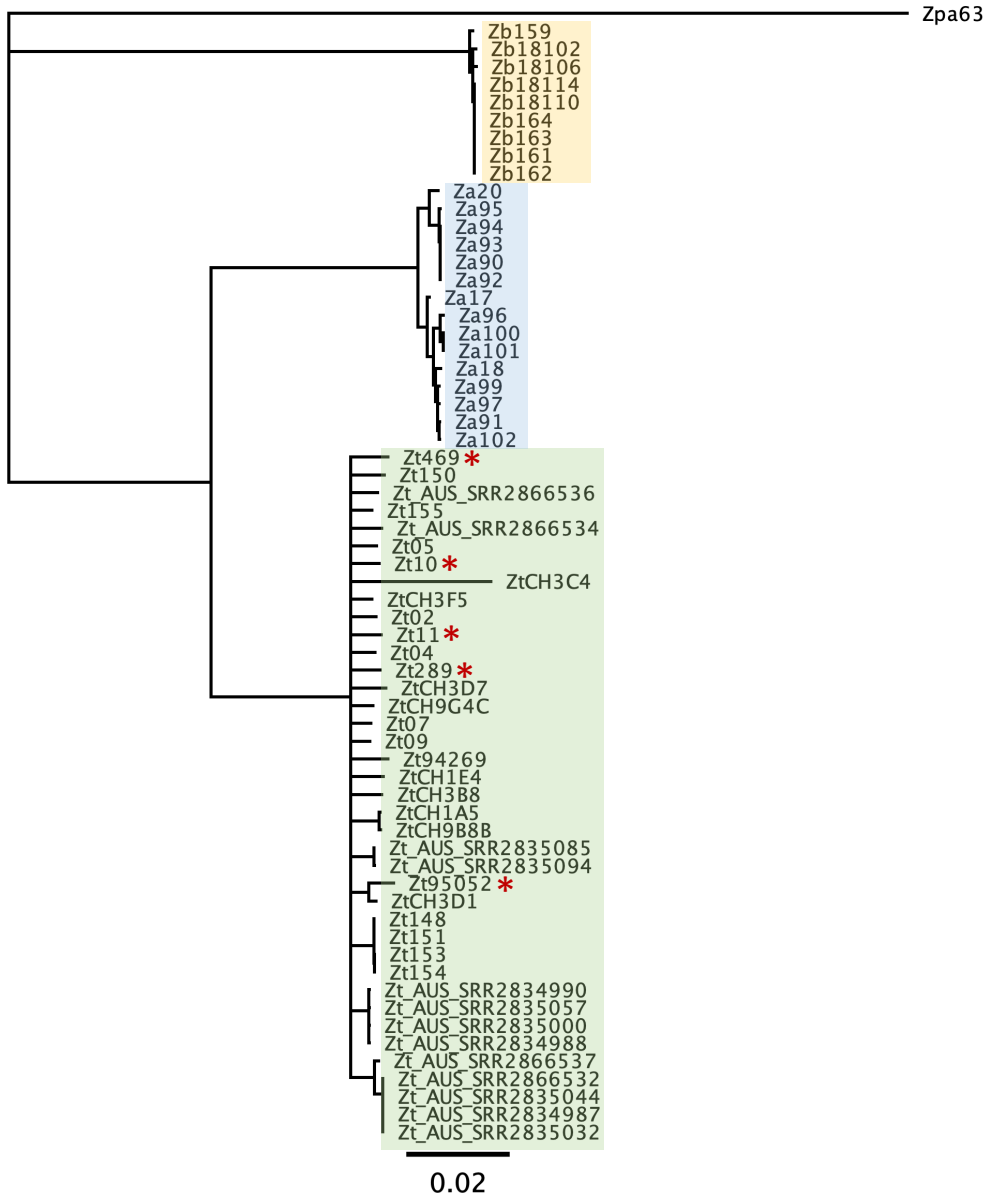 Zpa63
Zb159
Zb18102
Zb18106
Zb18114
Zb18110
Zb164
Zb163
Zb161
Zb162
Za20
Za95
Za94
Za93
Za90
Za92
Za17
Za96
Za100
Za101
Za18
Za99
Za97
Za91
Za102
Zt469 *
Zt150
Zt_AUS_SRR2866536
Zt155
Zt_AUS_SRR2866534
Zt05
Zt10 *
ZtCH3C4
ZtCH3F5
Zt02
Zt11 *
Zt04
Zt289 *
ZtCH3D7
ZtCH9G4C
Zt07
Zt09
Zt94269
ZtCH1E4
ZtCH3B8
ZtCH1A5
ZtCH9B8B
Zt_AUS_SRR2835085
Zt_AUS_SRR2835094
Zt95052 *
ZtCH3D1
Zt148
Zt151
Zt153
Zt154
Zt_AUS_SRR2834990
Zt_AUS_SRR2835057
Zt_AUS_SRR2835000
Zt_AUS_SRR2834988
Zt_AUS_SRR2866537
Zt_AUS_SRR2866532
Zt_AUS_SRR2835044
Zt_AUS_SRR2834987
Zt_AUS_SRR2835032
0.02